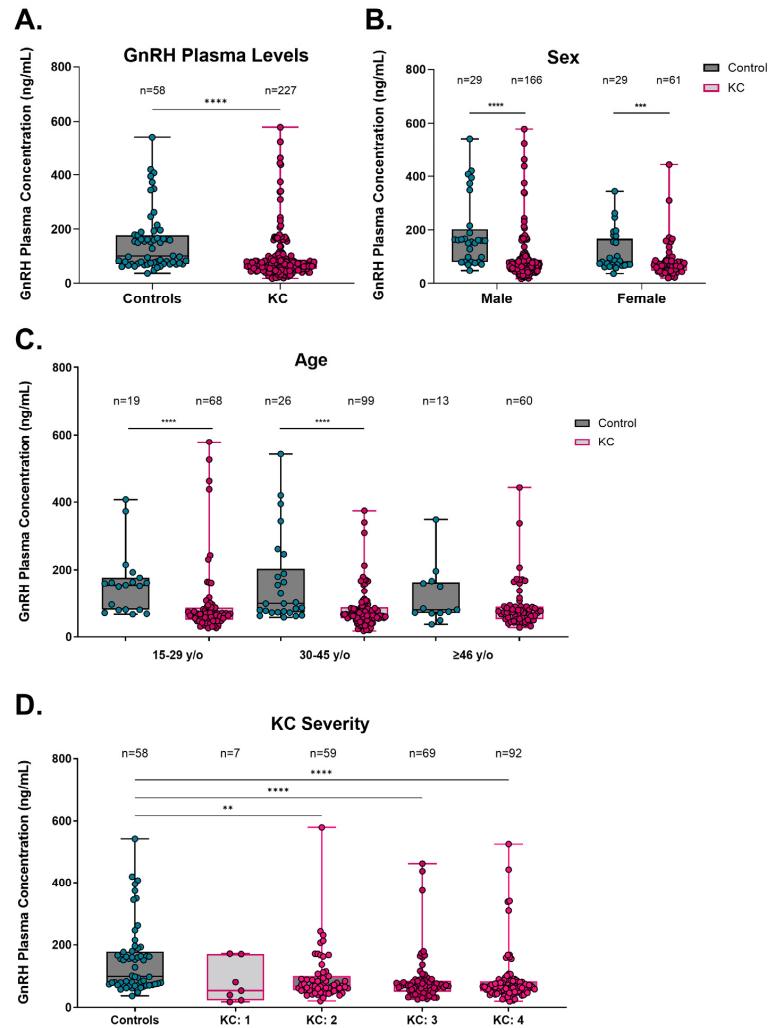 A.
GnRH Plasma Levels
GnRH Plasma Concentration (ng/mL)
800
600
400
200
0
n=58
n=227
****
Controls
KC
B.
Sex
GnRH Plasma Concentration (ng/mL)
800
600
400
200
0
n=29
n=166
n=29
n=61
****
***
Male
Female
Control
KC
C.
Age
GnRH Plasma Concentration (ng/mL)
800
600
400
200
0
n=19
n=68
n=26
n=99
n=13
n=60
****
****
15-29 y/o
30-45 y/o
≥46 y/o
Control
KC
D.
KC Severity
GnRH Plasma Concentration (ng/mL)
800
600
400
200
0
n=58
n=7
n=59
n=69
n=92
****
****
**
Controls
KC: 1
KC: 2
KC: 3
KC: 4